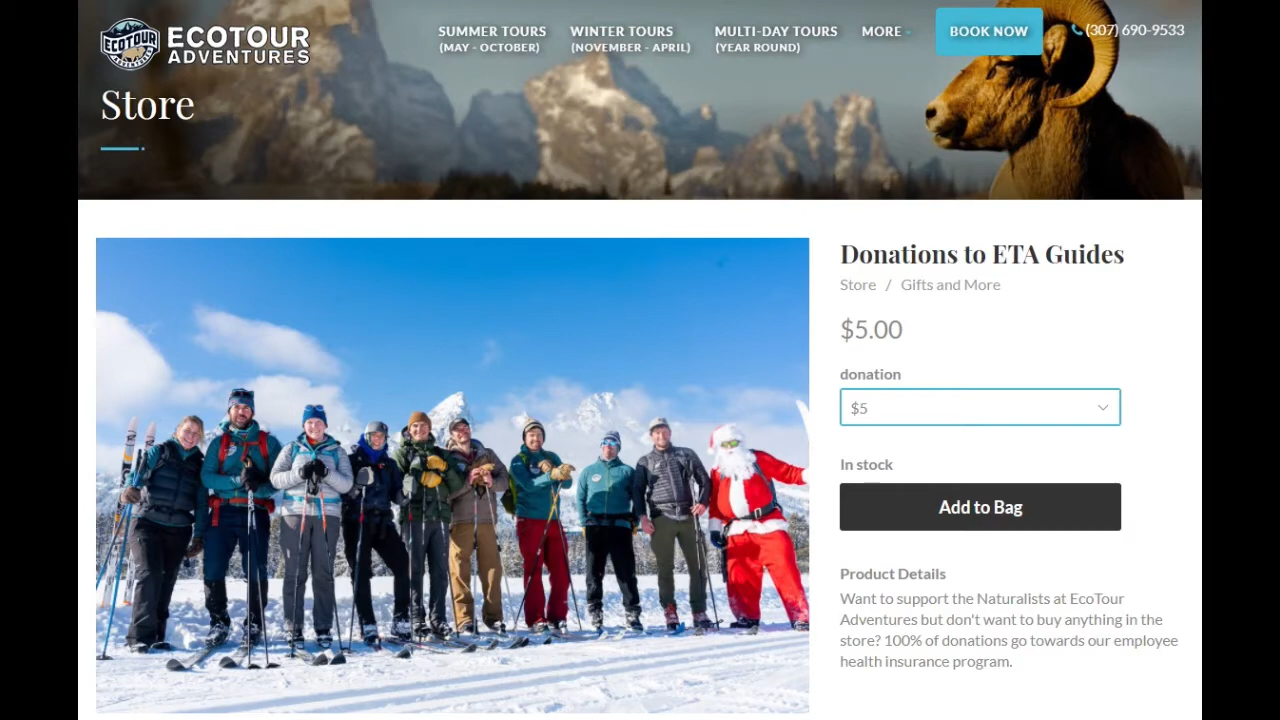 ECOTOUR
ADVENTURES
ECOTOUR
ADVENTURES
SUMMER TOURS
(MAY - OCTOBER)
WINTER TOURS
(NOVEMBER - APRIL)
MULTI-DAY TOURS
(YEAR ROUND)
MORE
BOOK NOW
(307) 690-9533
Store
Donations to ETA Guides
Store / Gifts and More
$5.00
donation
$5
In stock
Add to Bag
Product Details
Want to support the Naturalists at EcoTour
Adventures but don't want to buy anything in the
store? 100% of donations go towards our employee
health insurance program.